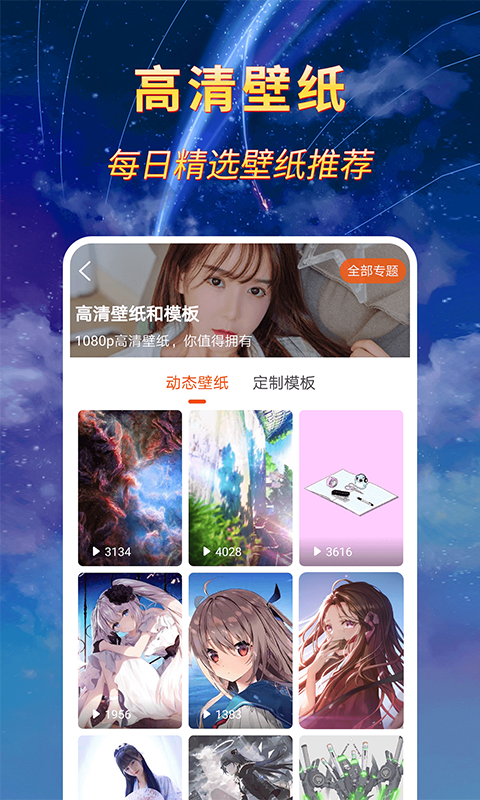 高清壁纸
每日精选壁纸推荐
全部专题
高清壁纸和模板
1080p高清壁纸，你值得拥有
动态壁纸 定制模板
3134 4028 3616
1956 1383